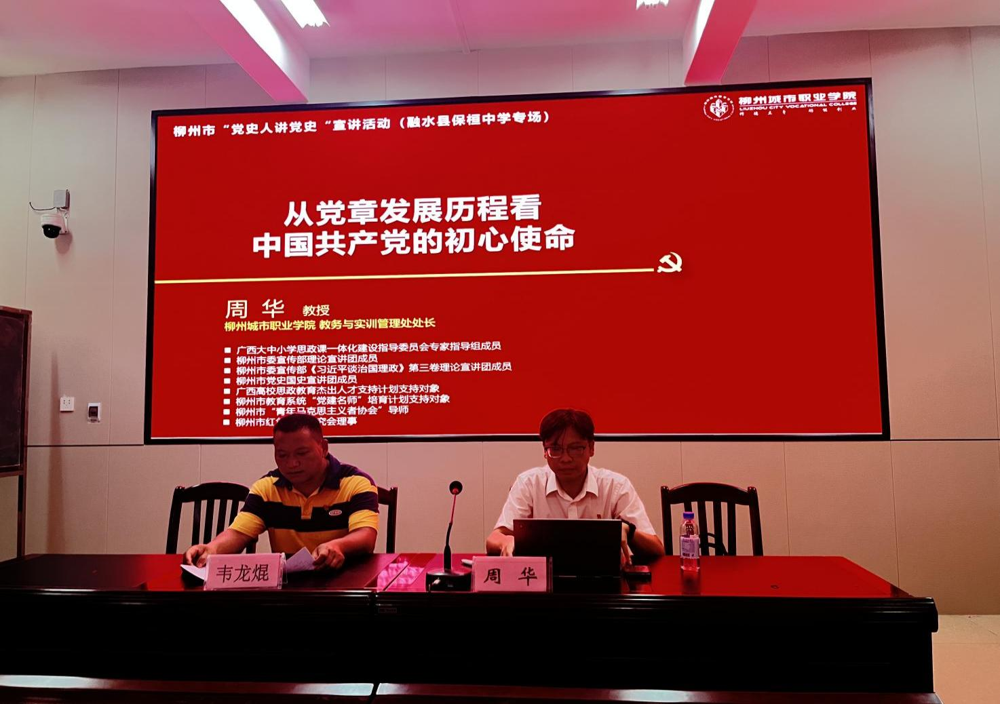 柳州市“党史人讲党史“宣讲活动（融水县保桓中学专场）
柳州城市职业学院
LIUZHOU CITY VOCATIONAL COLLEGE
从党章发展历程看
中国共产党的初心使命
周 华 教授
柳州城市职业学院 教务与实训管理处处长
■ 广西大中小学思政课一体化建设指导委员会专家指导组成员
■ 柳州市委宣传部理论宣讲团成员
■ 柳州市委宣传部《习近平谈治国理政》第三卷理论宣讲团成员
■ 柳州市党史国史宣讲团成员
■ 广西高校思政教育杰出人才支持计划支持对象
■ 柳州市教育系统“党建名师”培育计划支持对象
■ 柳州市“青年马克思主义者协会”导师
■ 柳州市红 究会理事
韦龙焜
周 华